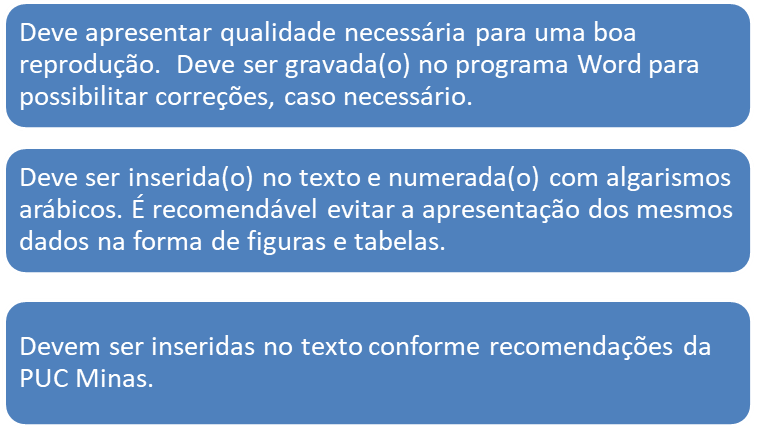 Deve apresentar qualidade necessária para uma boa
reprodução.  Deve ser gravada(o) no programa Word para
possibilitar correções, caso necessário.
Deve ser inserida(o) no texto e numerada(o) com algarismos
arábicos. É recomendável evitar a apresentação dos mesmos
dados na forma de figuras e tabelas.
Devem ser inseridas no texto conforme recomendações da
PUC Minas.